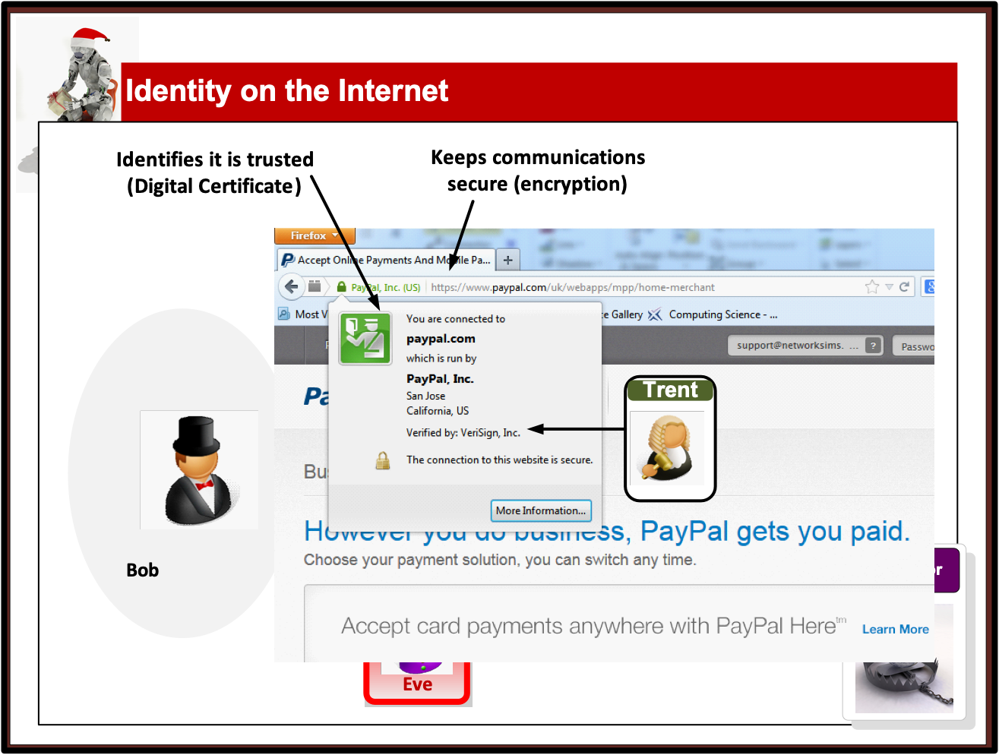 Identity on the Internet
Identifies it is trusted
(Digital Certificate)
Keeps communications
secure (encryption)
Firefox
Accept Online Payments And Mobile Pa...
PayPal, Inc. (US)
https://www.paypal.com/uk/webapps/mpp/home-merchant
Most V
e Gallery
Computing Science - ...
You are connected to
paypal.com
which is run by
PayPal, Inc.
San Jose
California, US
Verified by: VeriSign, Inc.
The connection to this website is secure.
More Information...
support@networksims. ...
?
Passwo
Pa
Trent
Bu
However you do business, PayPal gets you paid.
Choose your payment solution, you can switch any time.
Bob
Accept card payments anywhere with PayPal Here™
Learn More
Eve